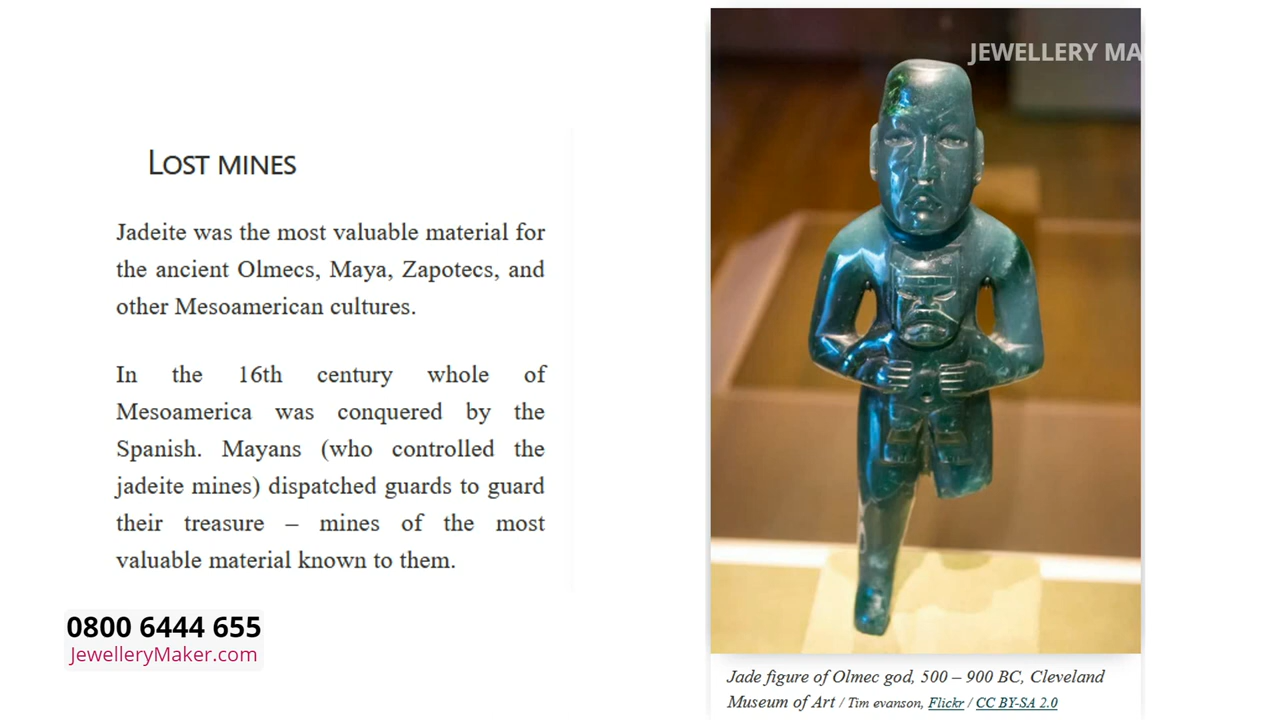 JEWELLERY MA
LOST MINES
Jadeite was the most valuable material for
the ancient Olmecs, Maya, Zapotecs, and
other Mesoamerican cultures.
In the 16th century whole of
Mesoamerica was conquered by the
Spanish. Mayans (who controlled the
jadeite mines) dispatched guards to guard
their treasure – mines of the most
valuable material known to them.
0800 6444 655
JewelleryMaker.com
Jade figure of Olmec god, 500 – 900 BC, Cleveland
Museum of Art / Tim evanson, Flickr / CC BY-SA 2.0